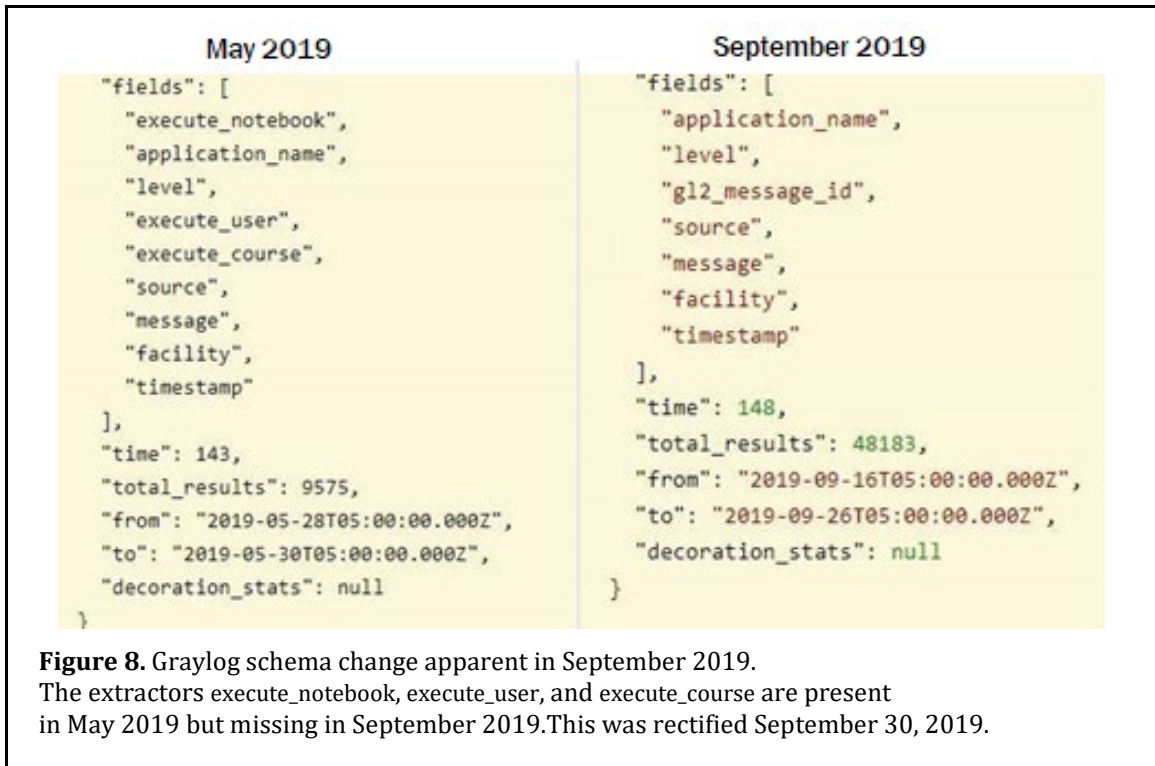 May 2019
"fields": [
"execute_notebook",
"application_name",
"level",
"execute_user",
"execute_course",
"source",
"message",
"facility",
"timestamp"
],
"time": 143,
"total_results": 9575,
"from": "2019-05-28T05:00:00.000Z",
"to": "2019-05-30T05:00:00.000Z",
"decoration_stats": null
}
September 2019
"fields": [
"application_name",
"level",
"gl2_message_id",
"source",
"message",
"facility",
"timestamp"
],
"time": 148,
"total_results": 48183,
"from": "2019-09-16T05:00:00.000Z",
"to": "2019-09-26T05:00:00.000Z",
"decoration_stats": null
}
Figure 8. Graylog schema change apparent in September 2019.
The extractors execute_notebook, execute_user, and execute_course are present
in May 2019 but missing in September 2019.This was rectified September 30, 2019.